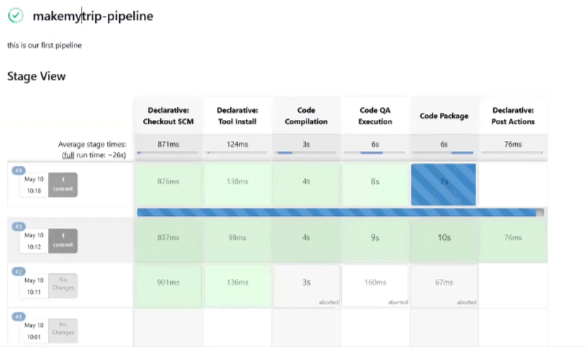 makemytrip-pipeline
this is our first pipeline
Stage View
Declarative: Checkout SCM
Declarative: Tool Install
Code Compilation
Code QA Execution
Code Package
Declarative: Post Actions
Average stage times:
(full run time: ~26s)
871ms
124ms
3s
6s
6s
76ms
#4
May 10
10:18
1
commit
876ms
138ms
4s
8s
7s
#3
May 10
10:12
1
commit
837ms
98ms
4s
9s
10s
76ms
#2
May 10
10:11
No
Changes
901ms
136ms
3s
aborted
160ms
aborted
67ms
aborted
#1
May 10
10:01
No
Changes